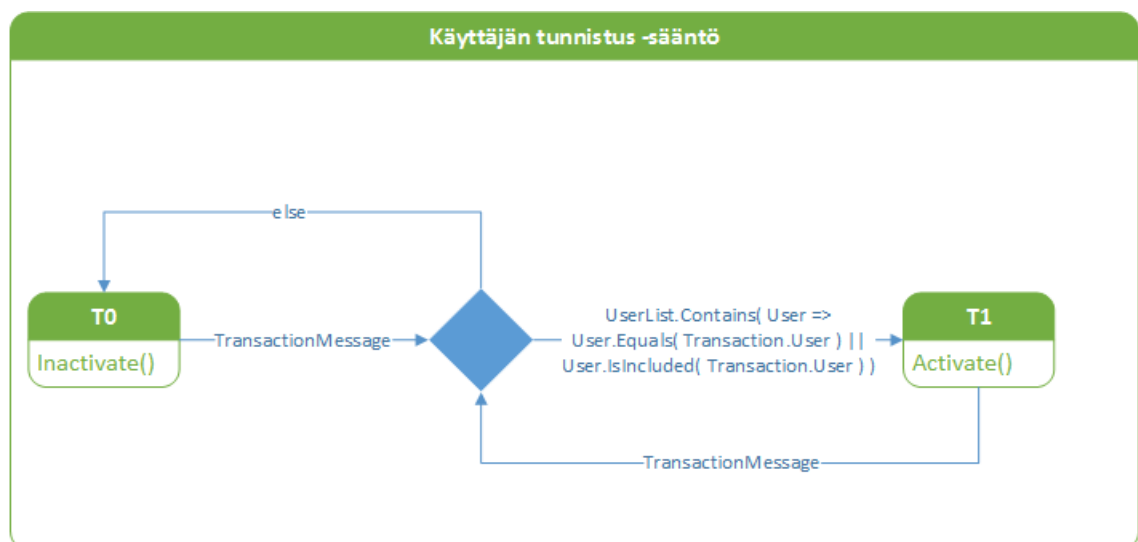 Käyttäjän tunnistus -sääntö
else
T0
Inactivate()
TransactionMessage
UserList.Contains( User =>
User.Equals( Transaction.User ) ||
User.IsIncluded( Transaction.User ) )
T1
Activate()
TransactionMessage